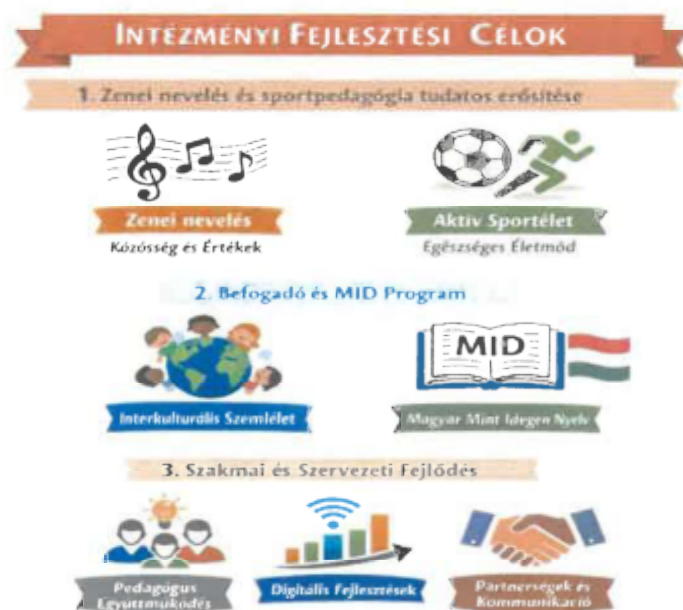 INTÉZMÉNYI FEJLESZTÉSI CÉLOK
1. Zenei nevelés és sportpedagógia tudatos erősítése
Zenei nevelés
Közösség és Értékek
Aktív Sportélet
Egészséges Életmód
2. Befogadó és MID Program
MID
Interkulturális Szemlélet
Magyar Mint Idegen Nyelv
3. Szakmai és Szervezeti Fejlődés
Pedagógus
Együttműködés
Digitális Fejlesztések
Partnerségek és
Kommunikáció